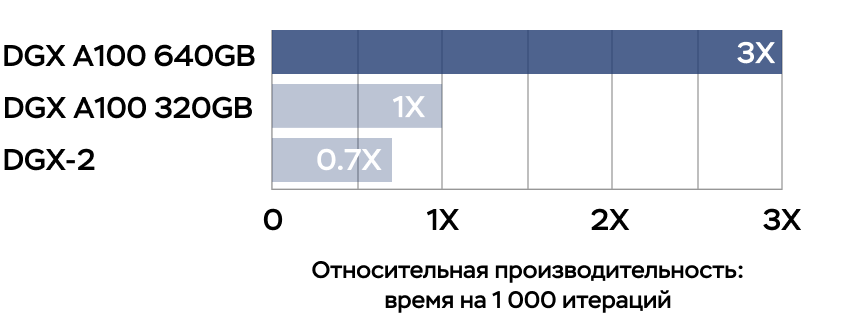 DGX A100 640GB
3X
DGX A100 320GB
1X
DGX-2
0.7X
0 1X 2X 3X
Относительная производительность:
время на 1 000 итераций